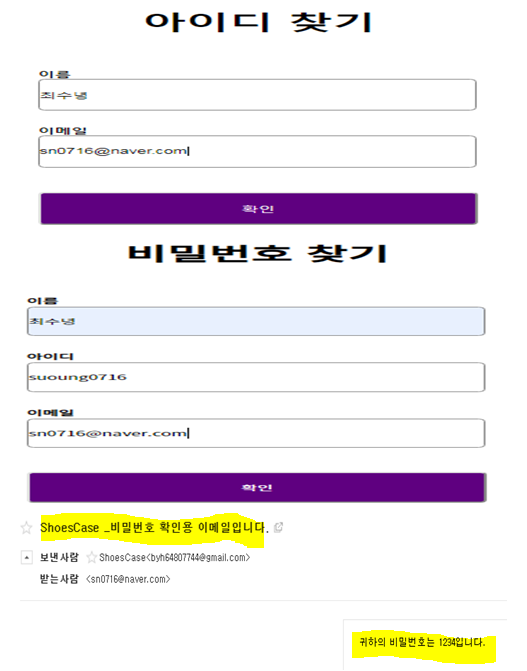 아이디 찾기
이름
최수녕
이메일
sn0716@naver.com
확인
비밀번호 찾기
이름
최수녕
아이디
suoung0716
이메일
sn0716@naver.com
확인
ShoesCase _비밀번호 확인용 이메일입니다.
보낸사람 ShoesCase<byh64807744@gmail.com>
받는사람 <sn0716@naver.com>
귀하의 비밀번호는 1234입니다.